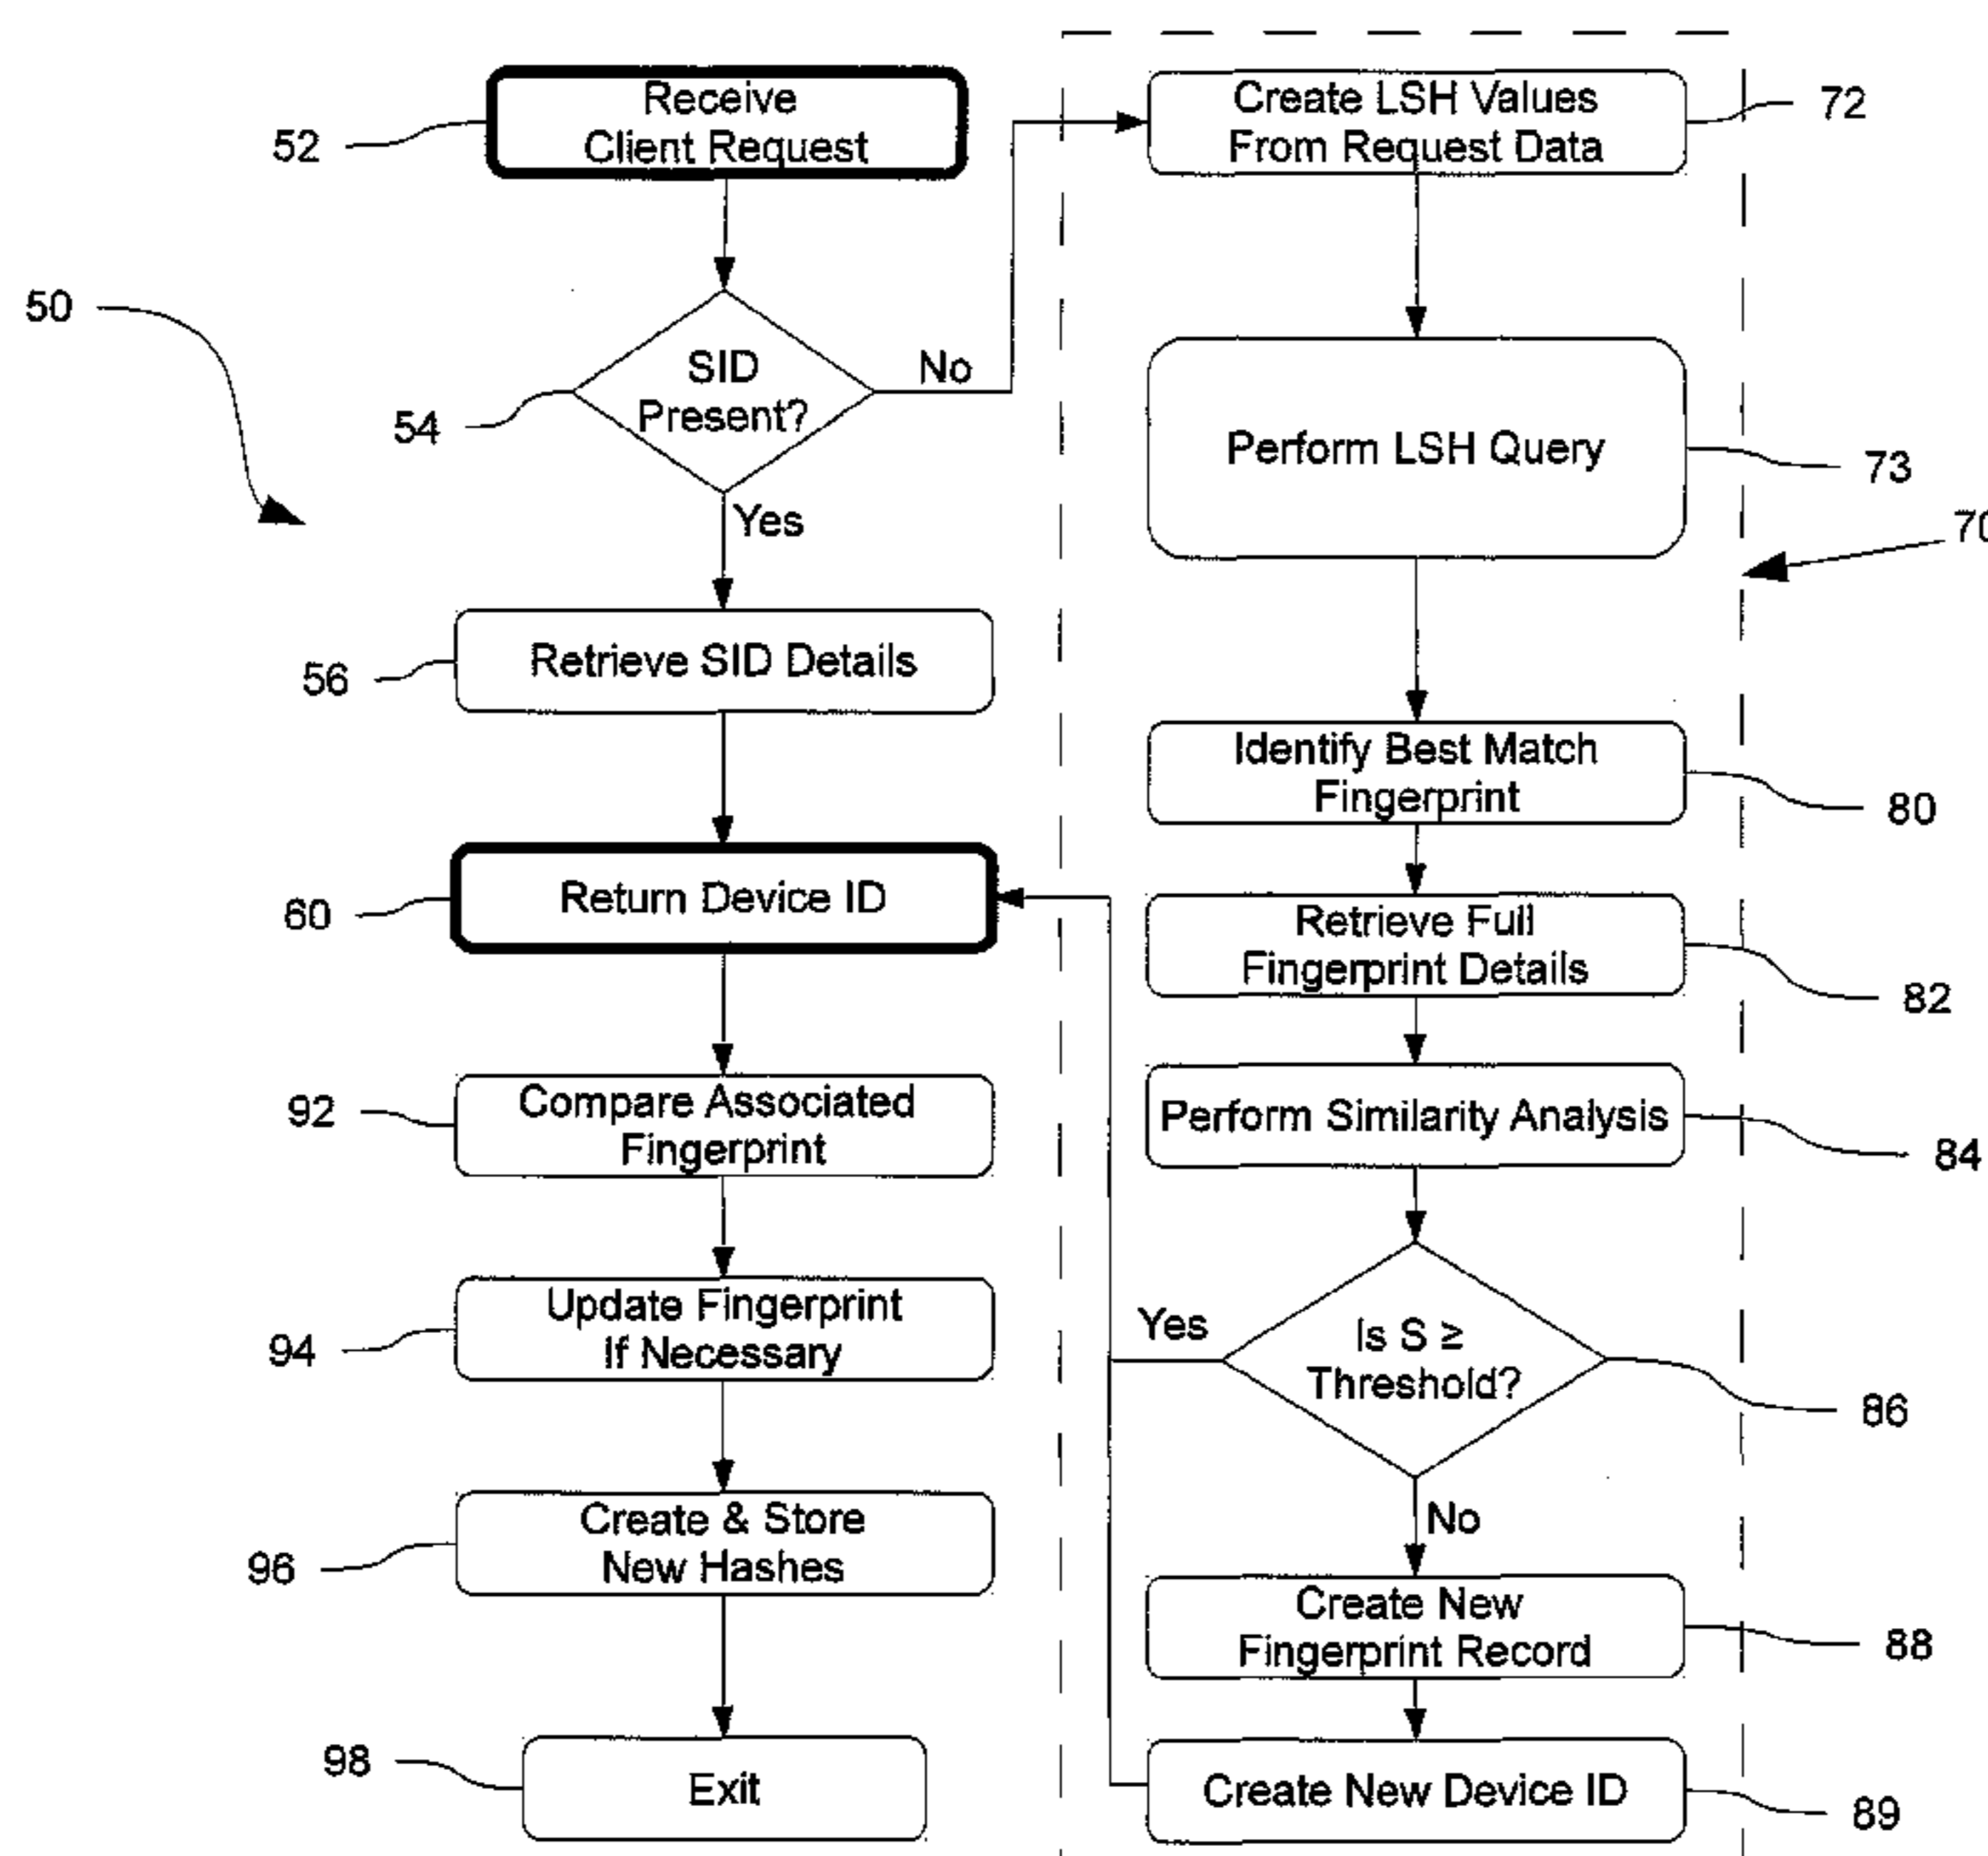 Receive
Client Request
52
50
SID
Present?
54
No
Yes
Retrieve SID Details
56
Return Device ID
60
Compare Associated
Fingerprint
92
Update Fingerprint
If Necessary
94
Create & Store
New Hashes
96
Exit
98
Create LSH Values
From Request Data
72
Perform LSH Query
73
70
Identify Best Match
Fingerprint
80
Retrieve Full
Fingerprint Details
82
Perform Similarity Analysis
84
Is S ≥
Threshold?
Yes
86
No
Create New
Fingerprint Record
88
Create New Device ID
89